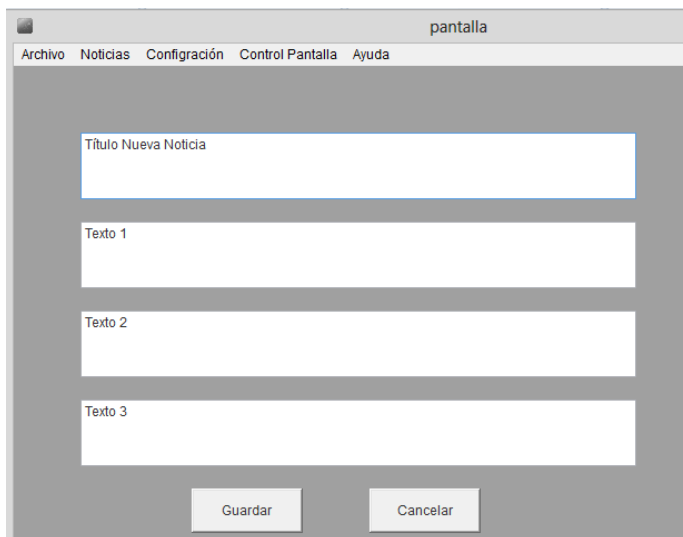 pantalla
Archivo Noticias Configración Control Pantalla Ayuda
Título Nueva Noticia
Texto 1
Texto 2
Texto 3
Guardar Cancelar